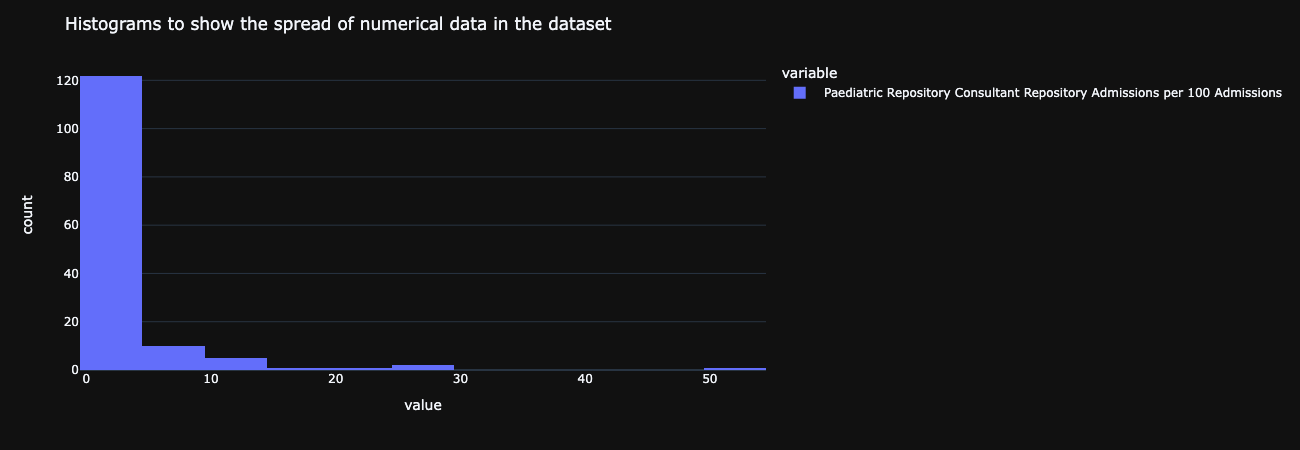 Histograms to show the spread of numerical data in the dataset
variable
Paediatric Repository Consultant Repository Admissions per 100 Admissions
120
100
80
60
40
20
0
count
0 10 20 30 40 50
value